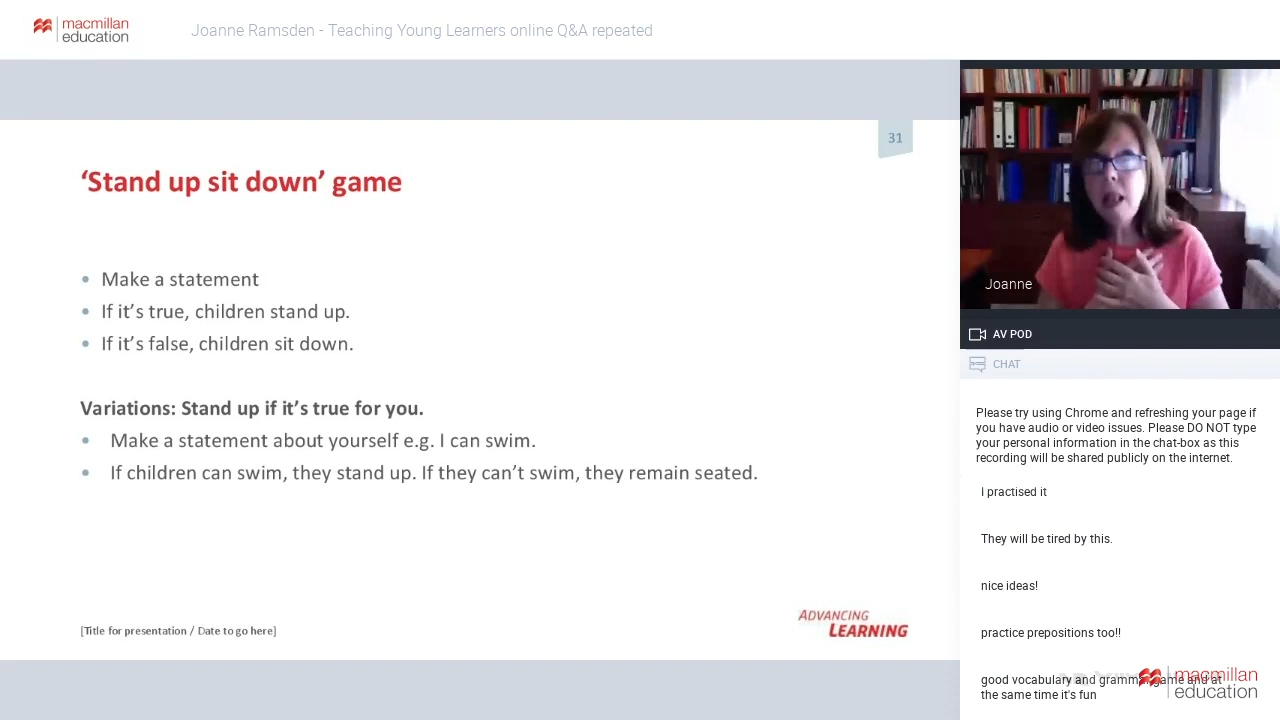 macmillan
education
Joanne Ramsden - Teaching Young Learners online Q&A repeated
31
‘Stand up sit down’ game
• Make a statement
• If it’s true, children stand up.
• If it’s false, children sit down.
Variations: Stand up if it’s true for you.
• Make a statement about yourself e.g. I can swim.
• If children can swim, they stand up. If they can’t swim, they remain seated.
[Title for presentation / Date to go here]
ADVANCING
LEARNING
Joanne
AV POD
CHAT
Please try using Chrome and refreshing your page if
you have audio or video issues. Please DO NOT type
your personal information in the chat-box as this
recording will be shared publicly on the internet.
I practised it
They will be tired by this.
nice ideas!
practice prepositions too!!
good vocabulary and grammar game and at
the same time it's fun
macmillan
education